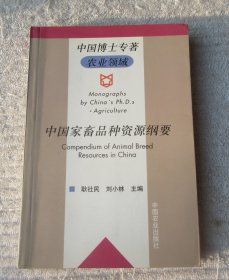 中国博士专著
农业领域
Monographs
by China's Ph.D.s
·Agriculture
中国家畜品种资源纲要
Compendium of Animal Breed
Resources in China
耿社民 刘小林 主编
中国农业出版社